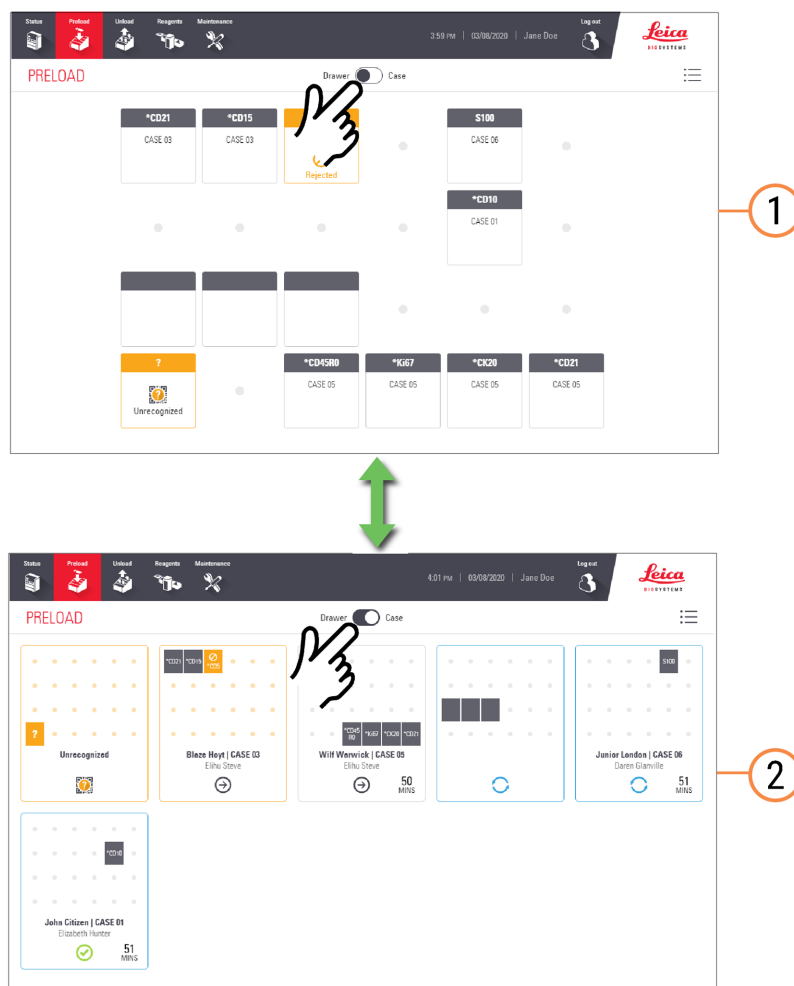 Status Preload Unload Reagents Maintenance
3:59 PM | 03/08/2020 | Jane Doe
Log out
Leica
BIOSYSTEMS
PRELOAD
Drawer Case
*CD21 *CD15 S100
CASE 03 CASE 03 CASE 06
Rejected
*CD10
CASE 01
1
? *CD45RO *Ki67 *CK20 *CD21
CASE 05 CASE 05 CASE 05 CASE 05
?
Unrecognized
Status Preload Unload Reagents Maintenance
4:01 PM | 03/08/2020 | Jane Doe
Log out
Leica
BIOSYSTEMS
PRELOAD
Drawer Case
*CD21 *CD15 *CD5 S100
? *CD45 RO *Ki67 *CK20 *CD21
Unrecognized
?
Blaze Hoyt | CASE 03
Elihu Steve
Wilf Warwick | CASE 05
Elihu Steve
50
MINS
Junior London | CASE 06
Daren Glanville
51
MINS
2
*CD10
John Citizen | CASE 01
Elizabeth Hunter
51
MINS